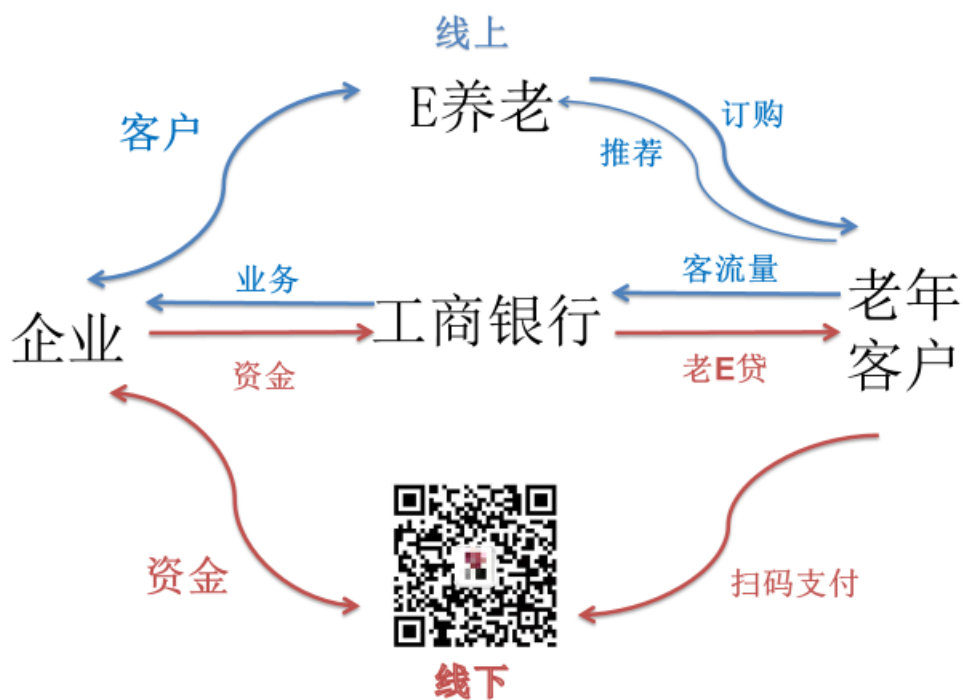 线上
E养老
客户
订购
推荐
业务
客流量
企业
工商银行
老年
客户
资金
老E贷
资金
扫码支付
线下